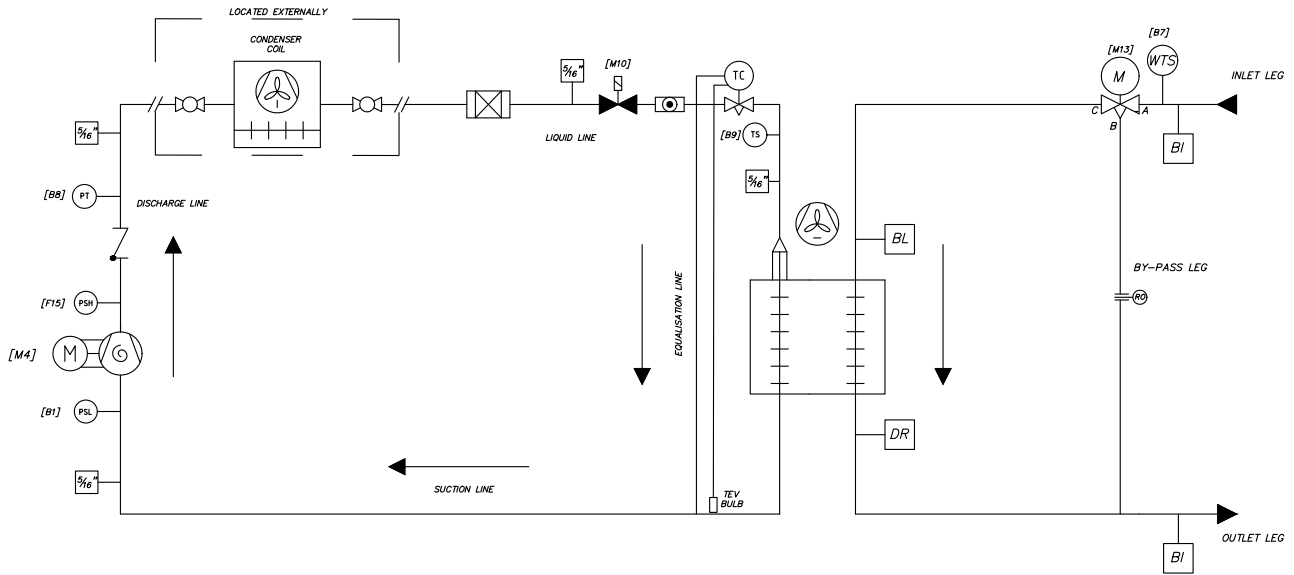 LOCATED EXTERNALLY
CONDENSER
COIL
5/16"
[M10]
TC
[M13]
[B7]
M
WTS
INLET LEG
C
A
B
BI
LIQUID LINE
[B9]
TS
5/16"
5/16"
[B8]
PT
DISCHARGE LINE
BL
BY-PASS LEG
RO
EQUALISATION LINE
[F15]
PSH
[M4]
M
[B1]
PSL
DR
5/16"
SUCTION LINE
TEV
BULB
OUTLET LEG
BI